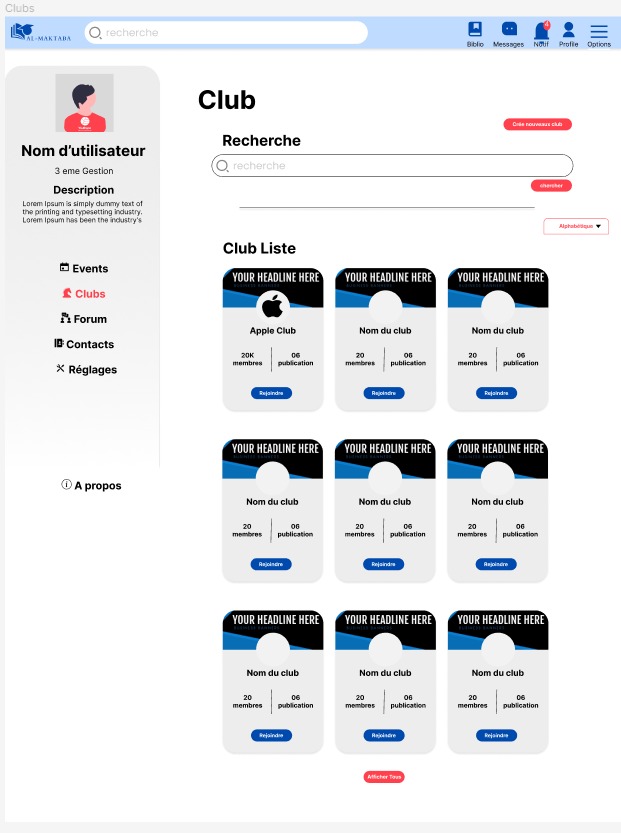 Clubs
AL-MAKTABA
recherche
4
Biblio
Messages
Notif
Profile
Options
Nom d'utilisateur
3 eme Gestion
Description
Lorem Ipsum is simply dummy text of
the printing and typesetting industry.
Lorem Ipsum has been the industry's
Events
Clubs
Forum
Contacts
Réglages
A propos
Club
Crée nouveaux club
Recherche
recherche
chercher
Alphabétique
Club Liste
YOUR HEADLINE HERE
YOUR HEADLINE HERE
YOUR HEADLINE HERE
Apple Club
Nom du club
Nom du club
20K membres 06 publication
20 membres 06 publication
20 membres 06 publication
Rejoindre
Rejoindre
Rejoindre
YOUR HEADLINE HERE
YOUR HEADLINE HERE
YOUR HEADLINE HERE
Nom du club
Nom du club
Nom du club
20 membres 06 publication
20 membres 06 publication
20 membres 06 publication
Rejoindre
Rejoindre
Rejoindre
YOUR HEADLINE HERE
YOUR HEADLINE HERE
YOUR HEADLINE HERE
Nom du club
Nom du club
Nom du club
20 membres 06 publication
20 membres 06 publication
20 membres 06 publication
Rejoindre
Rejoindre
Rejoindre
Afficher Tous